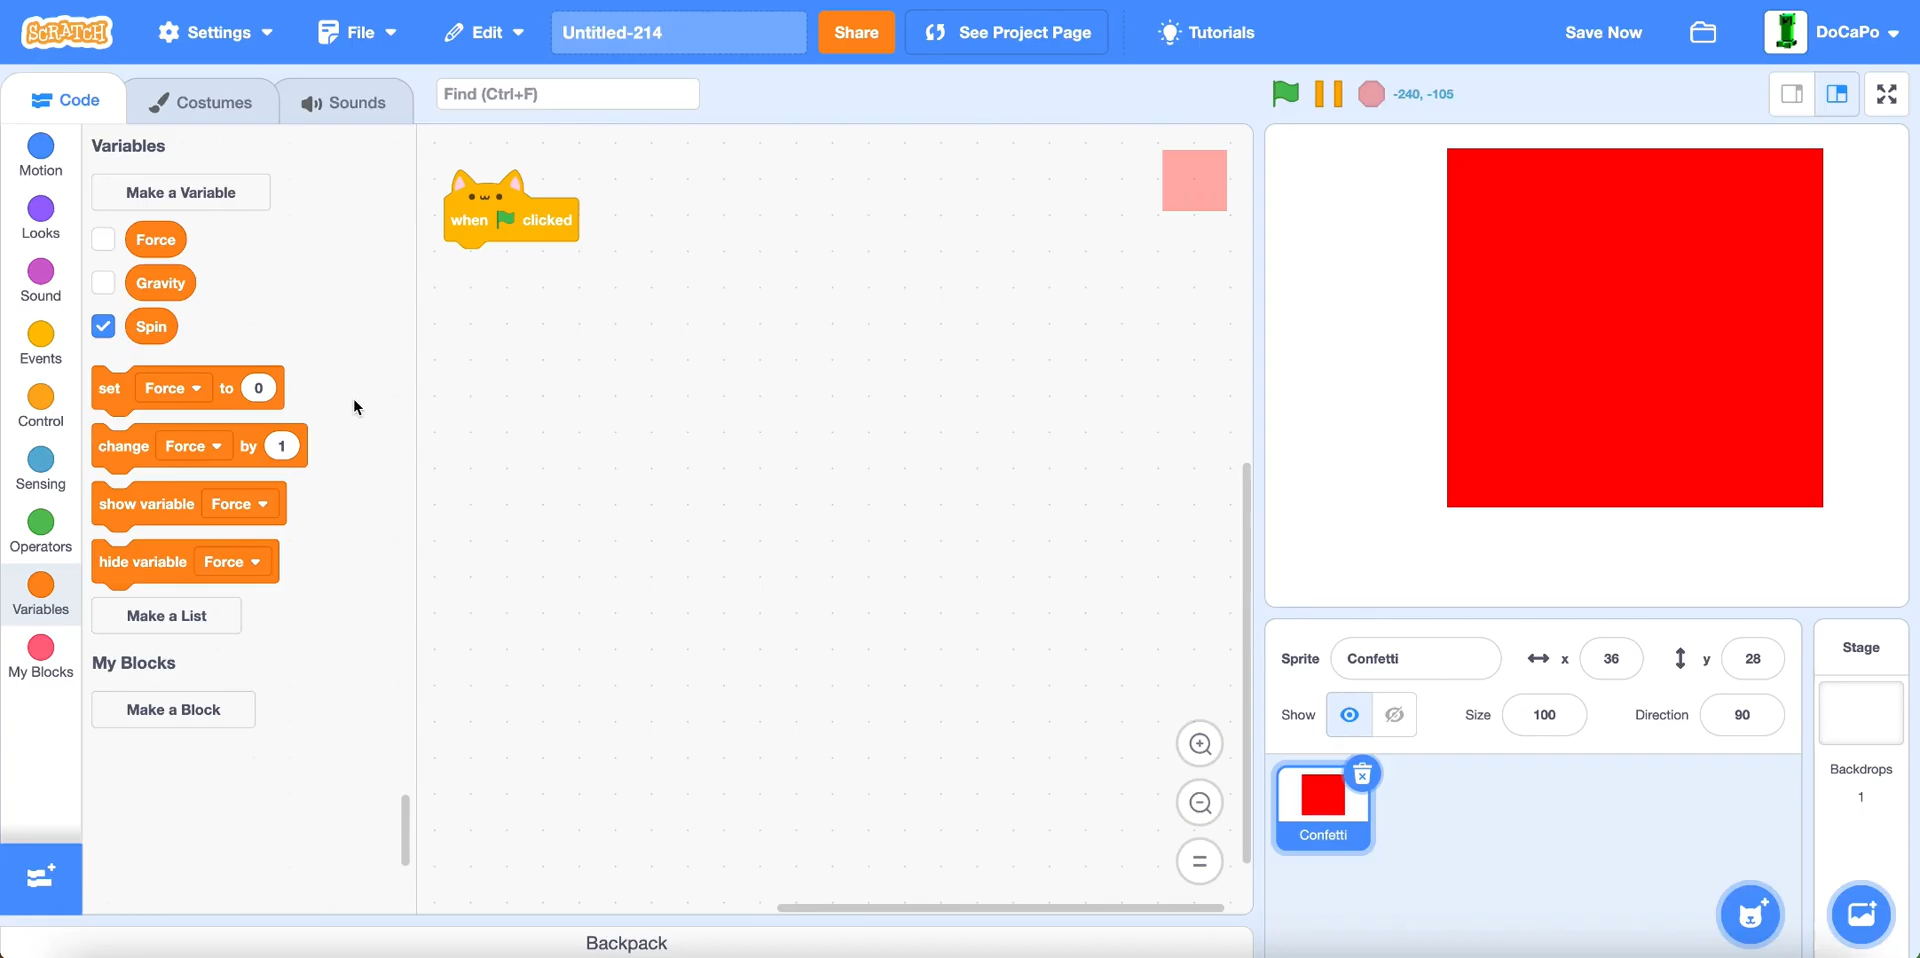 SCRATCH
Settings
File
Edit
Untitled-214
Share
See Project Page
Tutorials
Save Now
DoCaPo
Code
Costumes
Sounds
Find (Ctrl+F)
-240, -105
Motion
Looks
Sound
Events
Control
Sensing
Operators
Variables
My Blocks
Variables
Make a Variable
Force
Gravity
Spin
set Force to 0
change Force by 1
show variable Force
hide variable Force
Make a List
My Blocks
Make a Block
when clicked
Backpack
Sprite Confetti x 36 y 28
Show Size 100 Direction 90
Confetti
Stage
Backdrops
1